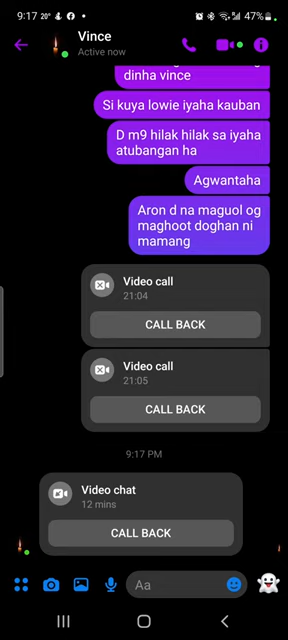 9:17 20°
47%
Vince
Active now
dinha vince
Si kuya lowie iyaha kauban
D m9 hilak hilak sa iyaha
atubangan ha
Agwantaha
Aron d na maguol og
maghoot doghan ni
mamang
Video call
21:04
CALL BACK
Video call
21:05
CALL BACK
9:17 PM
Video chat
12 mins
CALL BACK
Aa